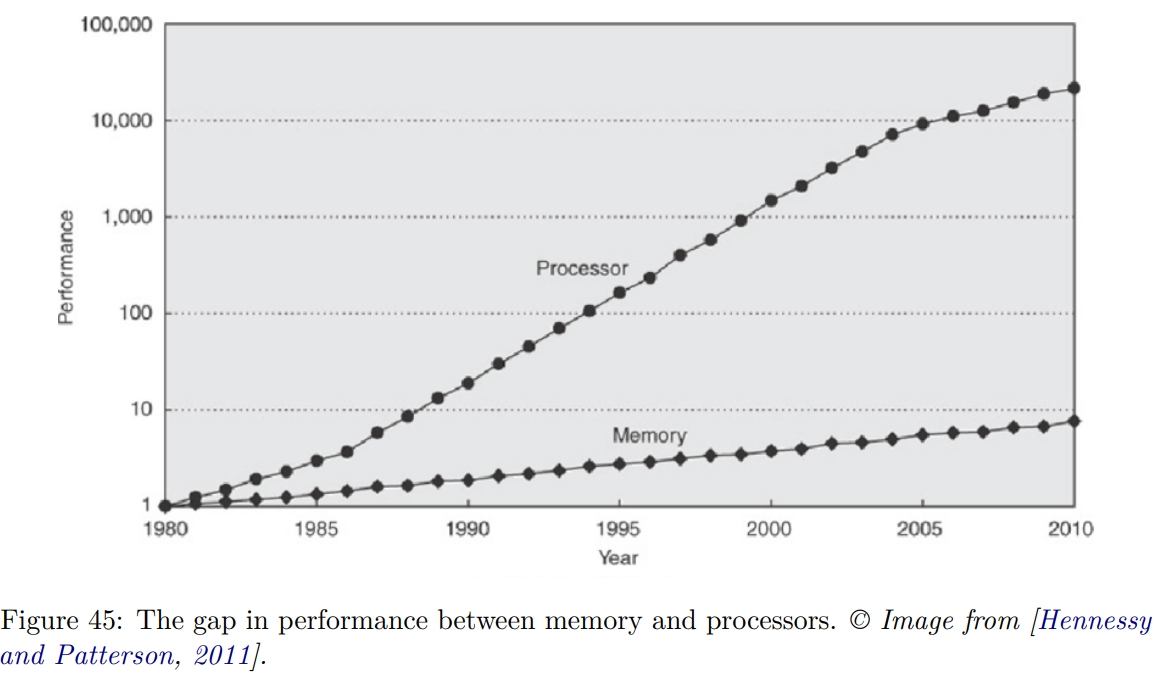 100,000
10,000
1,000
100
10
1
Performance
Processor
Memory
1980 1985 1990 1995 2000 2005 2010
Year
Figure 45: The gap in performance between memory and processors. © Image from [Hennessy
and Patterson, 2011].